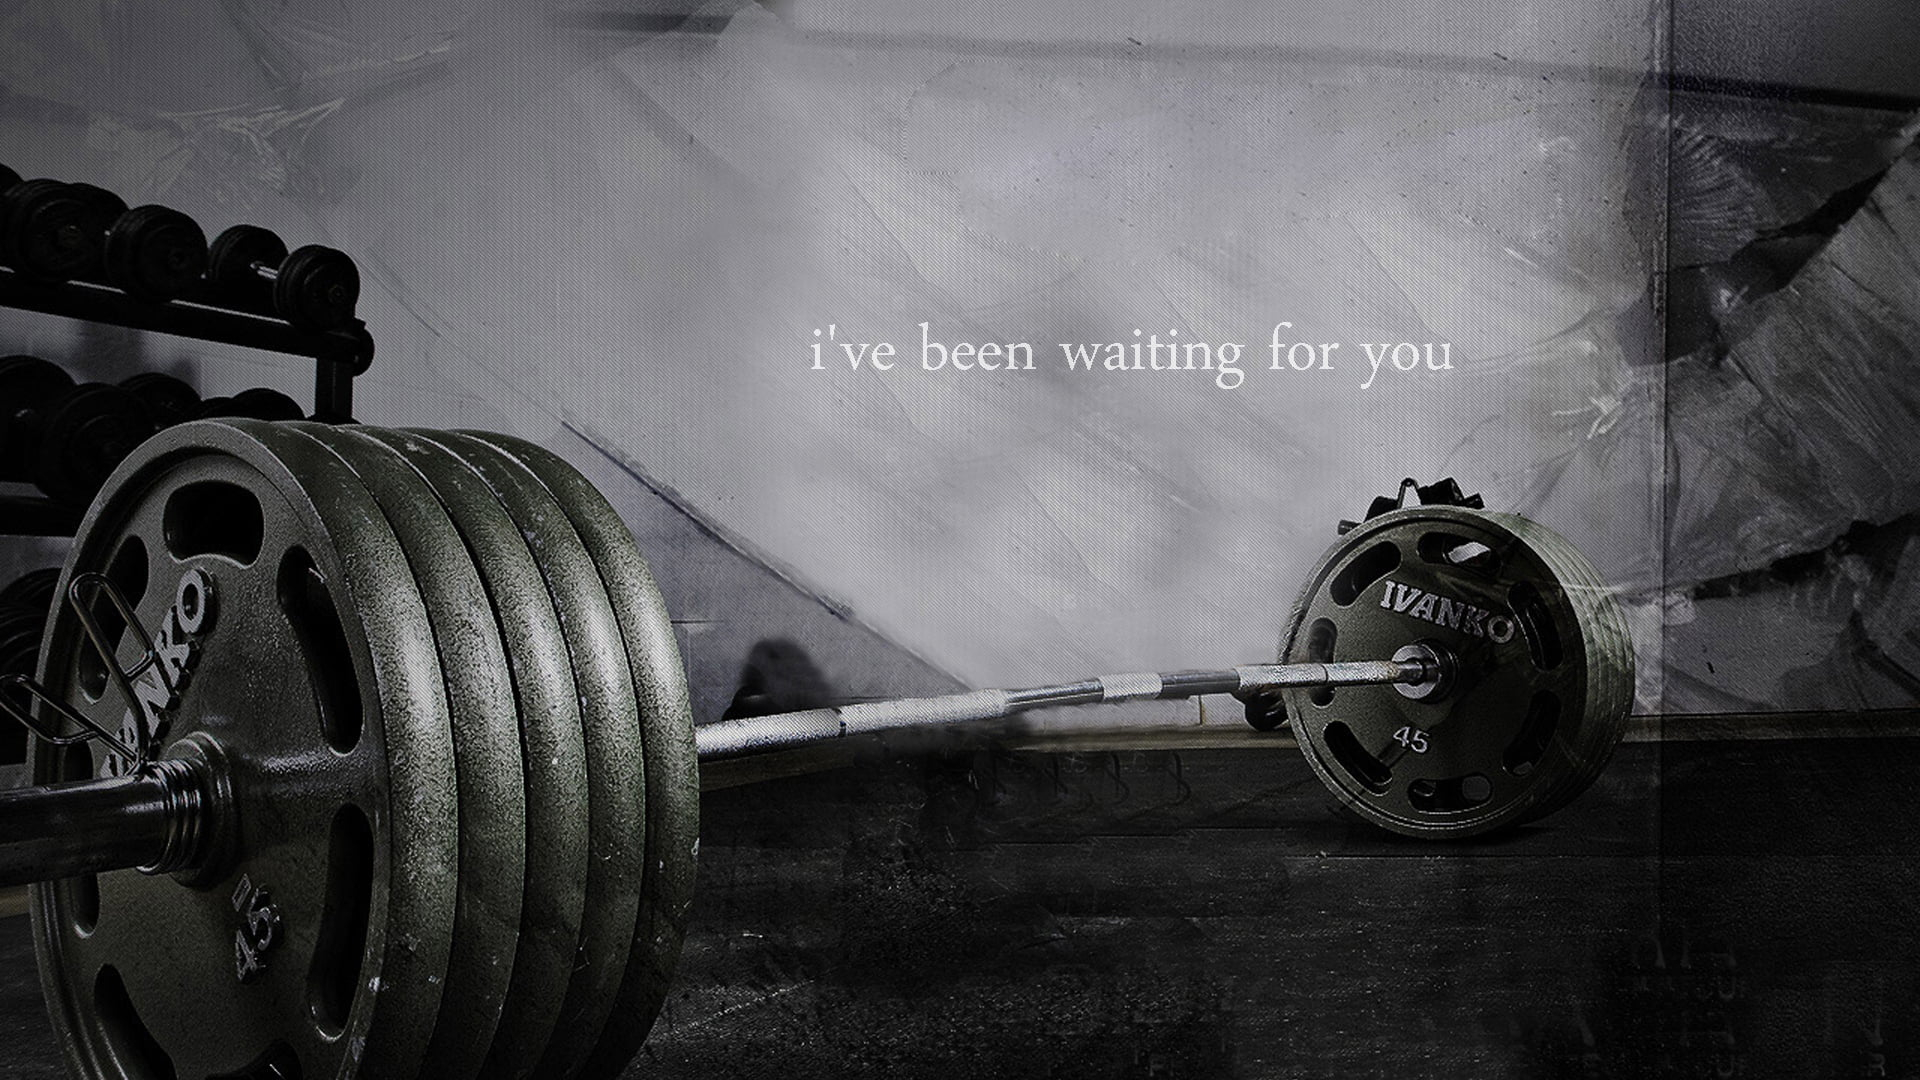 i've been waiting for you
IVANKO
IVANKO
45
45